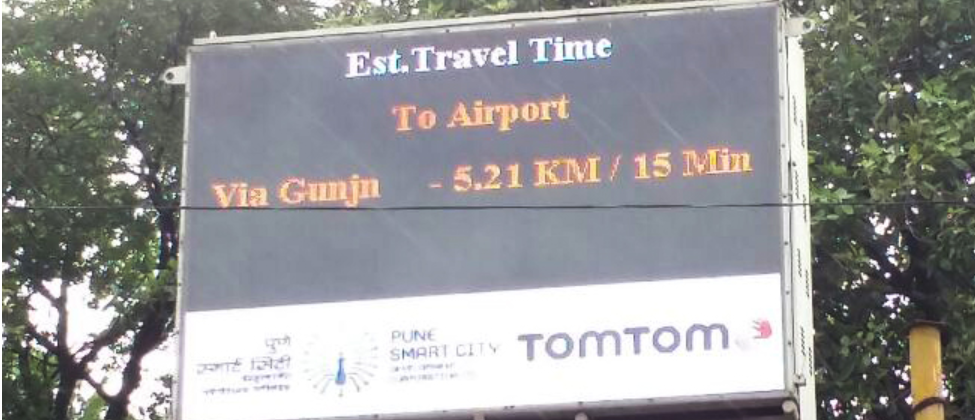 Est.Travel Time
To Airport
Via Gunjn - 5.21 KM / 15 Min
पुणे
स्मार्ट सिटी
PUNE
SMART CITY
TOMTOM